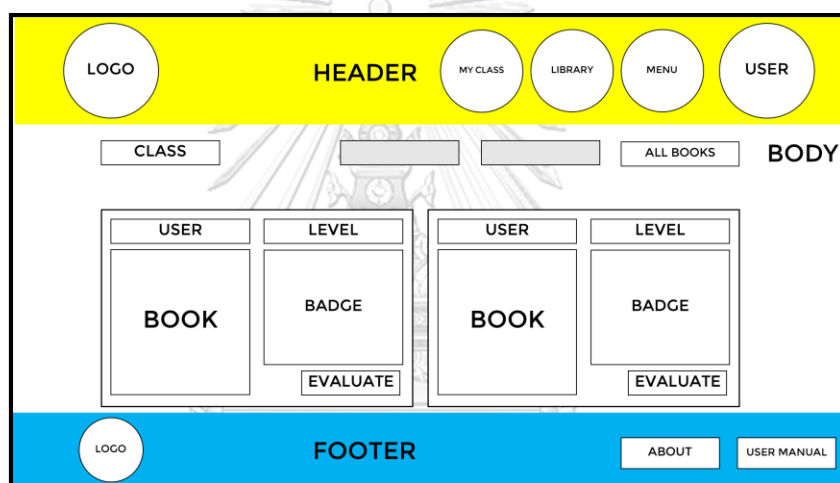 LOGO HEADER MY CLASS LIBRARY MENU USER
CLASS ALL BOOKS BODY
USER LEVEL USER LEVEL
BOOK BADGE BOOK BADGE
EVALUATE EVALUATE
LOGO FOOTER ABOUT USER MANUAL